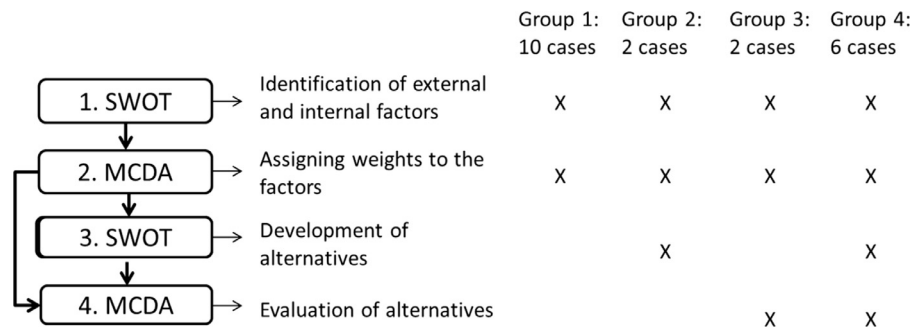 Group 1: Group 2: Group 3: Group 4:
10 cases 2 cases 2 cases 6 cases
1. SWOT
Identification of external
and internal factors
X X X X
2. MCDA
Assigning weights to the
factors
X X X X
3. SWOT
Development of
alternatives
X X
4. MCDA
Evaluation of alternatives
X X